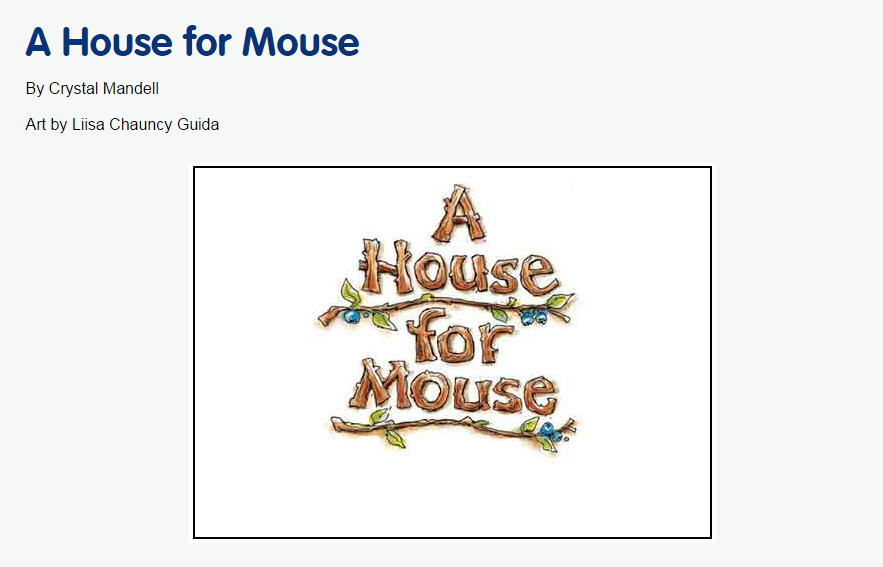 A House for Mouse
By Crystal Mandell
Art by Liisa Chauncy Guida
A
House
for
Mouse